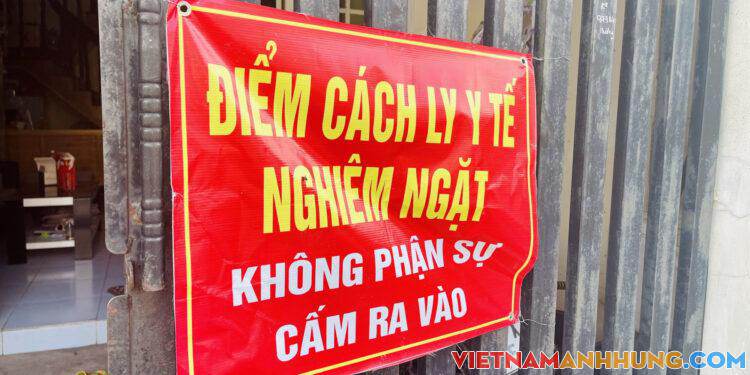 ĐIỂM CÁCH LY Y TẾ
NGHIÊM NGẶT
KHÔNG PHẬN SỰ
CẤM RA VÀO
VIETNAMANHHUNG.COM